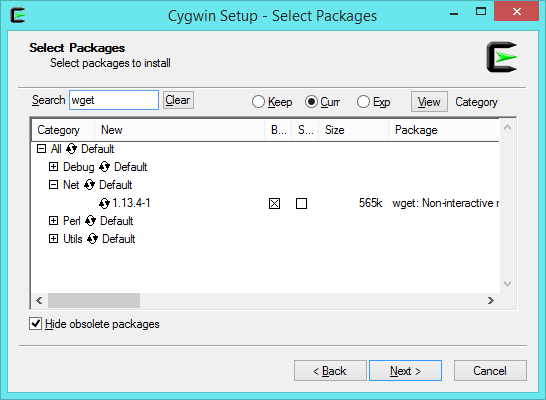 Cygwin Setup - Select Packages
Select Packages
Select packages to install
Search wget Clear Keep Curr Exp View Category
Category New B... S... Size Package
All Default
Debug Default
Net Default
1.13.4-1 565k wget: Non-interactive r
Perl Default
Utils Default
Hide obsolete packages
< Back Next > Cancel